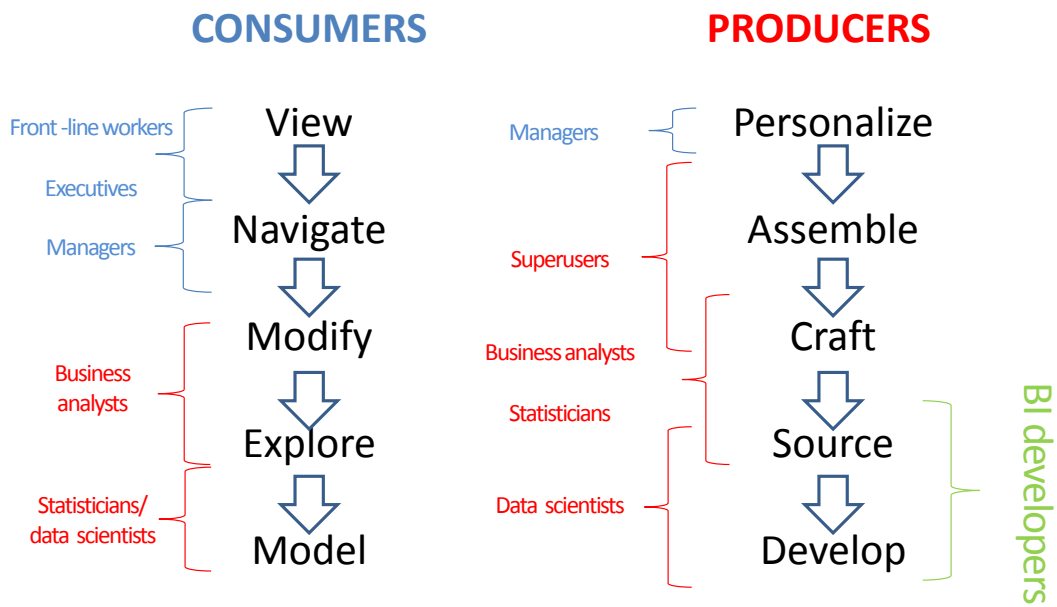 CONSUMERS
PRODUCERS
Front -line workers
Executives
Managers
Business
analysts
Statisticians/
data scientists
View
Navigate
Modify
Explore
Model
Managers
Superusers
Business analysts
Statisticians
Data scientists
Personalize
Assemble
Craft
Source
Develop
BI developers